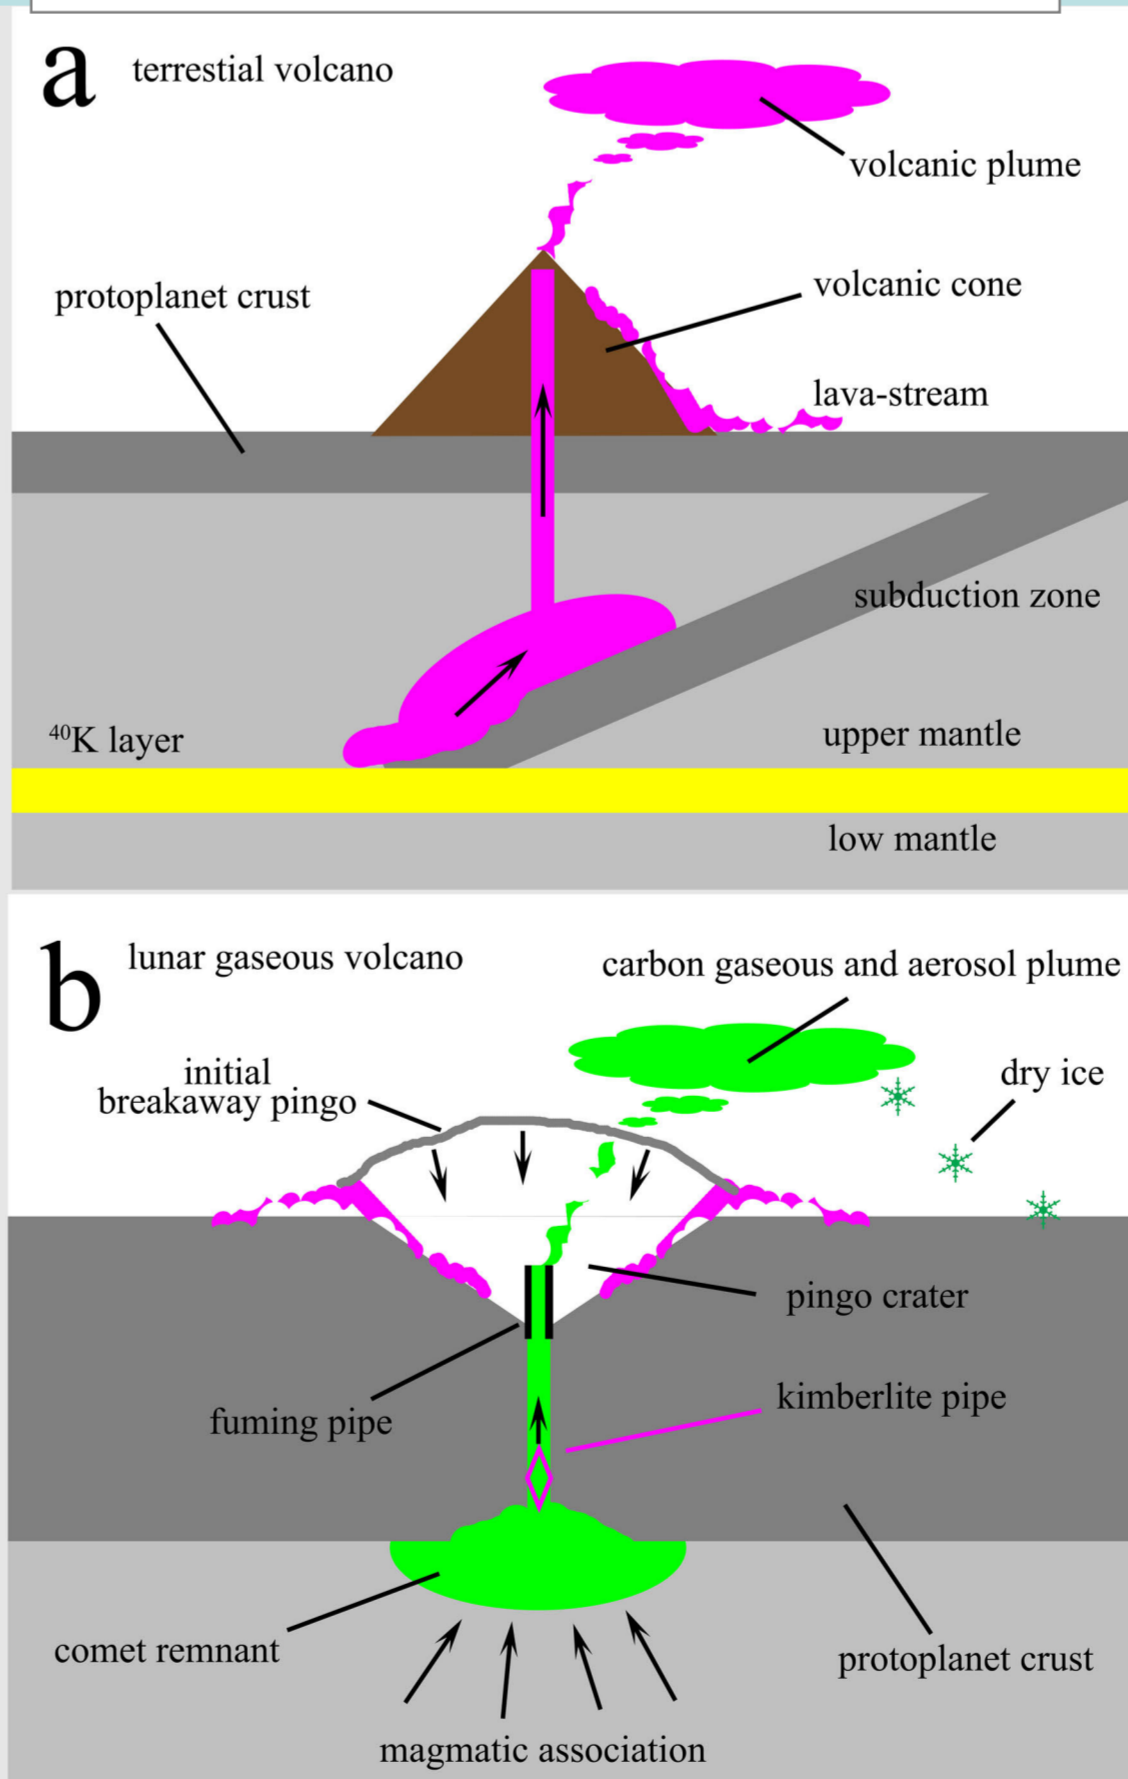 a
terrestial volcano
volcanic plume
protoplanet crust
volcanic cone
lava-stream
subduction zone
⁴⁰K layer
upper mantle
low mantle
b
lunar gaseous volcano
carbon gaseous and aerosol plume
initial
breakaway pingo
dry ice
pingo crater
kimberlite pipe
fuming pipe
comet remnant
protoplanet crust
magmatic association